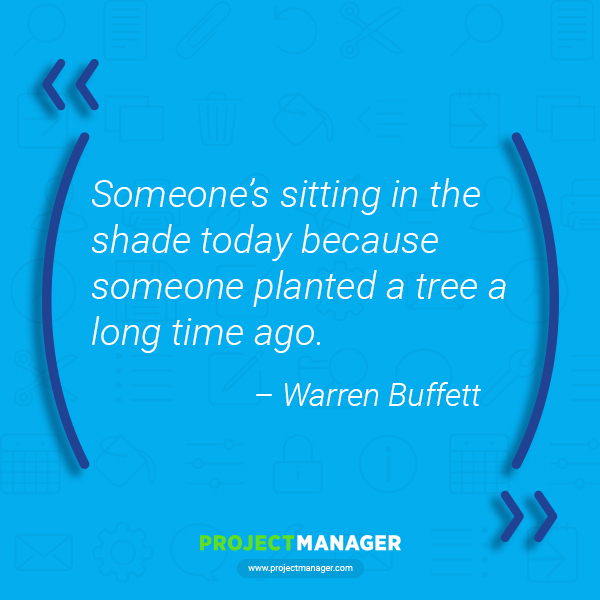 Someone’s sitting in the
shade today because
someone planted a tree a
long time ago.
– Warren Buffett
PROJECTMANAGER
www.projectmanager.com